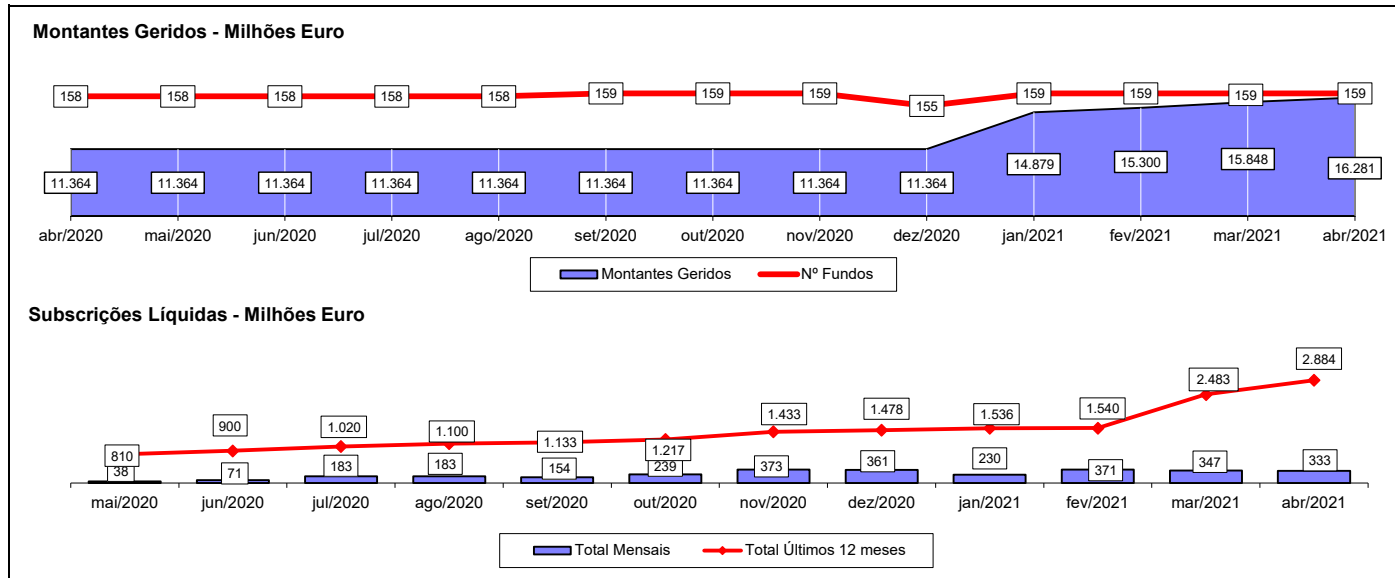 Montantes Geridos - Milhões Euro
158 158 158 158 158 159 159 159 155 159 159 159 159
11.364 11.364 11.364 11.364 11.364 11.364 11.364 11.364 11.364 14.879 15.300 15.848 16.281
abr/2020 mai/2020 jun/2020 jul/2020 ago/2020 set/2020 out/2020 nov/2020 dez/2020 jan/2021 fev/2021 mar/2021 abr/2021
Montantes Geridos Nº Fundos
Subscrições Líquidas - Milhões Euro
810 900 1.020 1.100 1.133 1.217 1.433 1.478 1.536 1.540 2.483 2.884
38 71 183 183 154 239 373 361 230 371 347 333
mai/2020 jun/2020 jul/2020 ago/2020 set/2020 out/2020 nov/2020 dez/2020 jan/2021 fev/2021 mar/2021 abr/2021
Total Mensais Total Últimos 12 meses